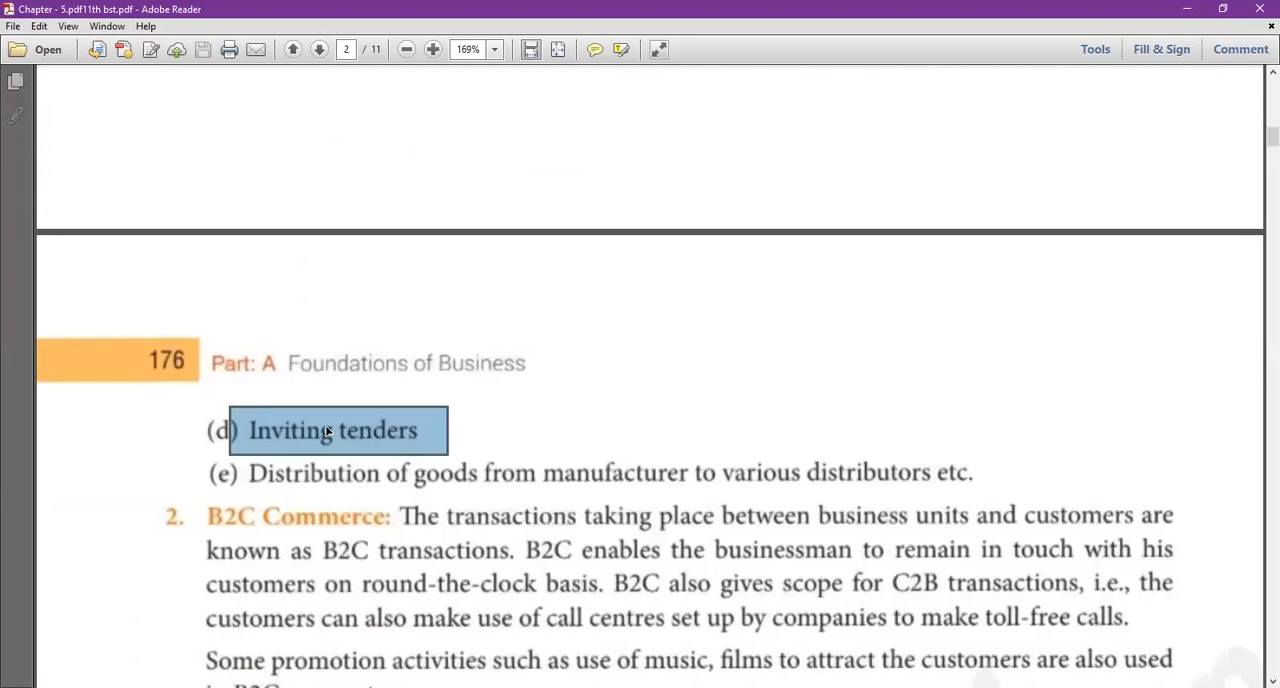 Chapter - 5.pdf11th bst.pdf - Adobe Reader
File Edit View Window Help
Open 2 / 11 169% Tools Fill & Sign Comment
176 Part: A Foundations of Business
(d) Inviting tenders
(e) Distribution of goods from manufacturer to various distributors etc.
2. B2C Commerce: The transactions taking place between business units and customers are
known as B2C transactions. B2C enables the businessman to remain in touch with his
customers on round-the-clock basis. B2C also gives scope for C2B transactions, i.e., the
customers can also make use of call centres set up by companies to make toll-free calls.
Some promotion activities such as use of music, films to attract the customers are also used